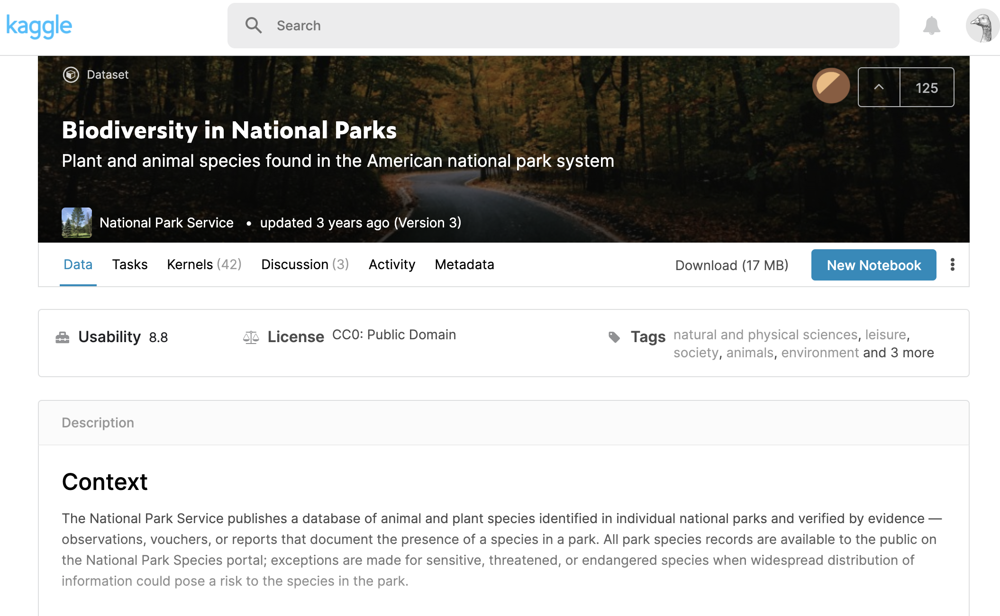 kaggle
Search
Dataset
125
Biodiversity in National Parks
Plant and animal species found in the American national park system
National Park Service • updated 3 years ago (Version 3)
Data Tasks Kernels (42) Discussion (3) Activity Metadata Download (17 MB) New Notebook
Usability 8.8 License CC0: Public Domain Tags natural and physical sciences, leisure,
society, animals, environment and 3 more
Description
Context
The National Park Service publishes a database of animal and plant species identified in individual national parks and verified by evidence —
observations, vouchers, or reports that document the presence of a species in a park. All park species records are available to the public on
the National Park Species portal; exceptions are made for sensitive, threatened, or endangered species when widespread distribution of
information could pose a risk to the species in the park.